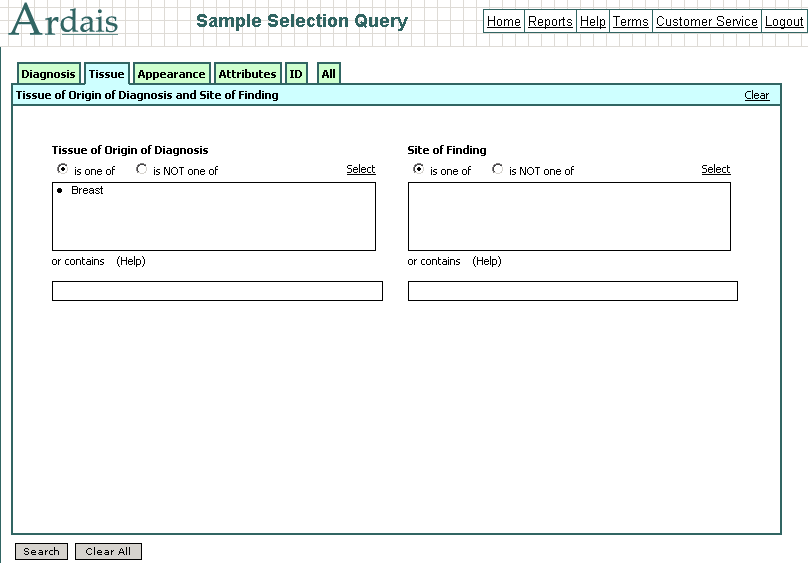 Ardais
Sample Selection Query
Home Reports Help Terms Customer Service Logout
Diagnosis Tissue Appearance Attributes ID All
Tissue of Origin of Diagnosis and Site of Finding Clear
Tissue of Origin of Diagnosis Site of Finding
is one of is NOT one of Select is one of is NOT one of Select
• Breast
or contains (Help) or contains (Help)
Search Clear All